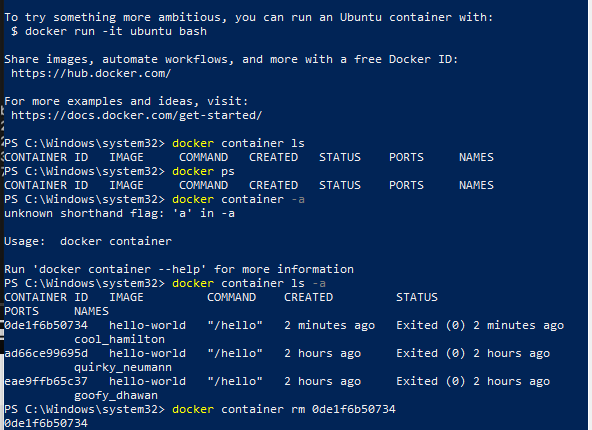 To try something more ambitious, you can run an Ubuntu container with:
 $ docker run -it ubuntu bash
Share images, automate workflows, and more with a free Docker ID:
 https://hub.docker.com/
For more examples and ideas, visit:
 https://docs.docker.com/get-started/
PS C:\Windows\system32> docker container ls
CONTAINER ID   IMAGE     COMMAND   CREATED   STATUS    PORTS     NAMES
PS C:\Windows\system32> docker ps
CONTAINER ID   IMAGE     COMMAND   CREATED   STATUS    PORTS     NAMES
PS C:\Windows\system32> docker container -a
unknown shorthand flag: 'a' in -a
Usage:  docker container
Run 'docker container --help' for more information
PS C:\Windows\system32> docker container ls -a
CONTAINER ID   IMAGE         COMMAND    CREATED         STATUS
PORTS     NAMES
0de1f6b50734   hello-world   "/hello"   2 minutes ago   Exited (0) 2 minutes ago
          cool_hamilton
ad66ce99695d   hello-world   "/hello"   2 hours ago     Exited (0) 2 hours ago
          quirky_neumann
eae9ffb65c37   hello-world   "/hello"   2 hours ago     Exited (0) 2 hours ago
          goofy_dhawan
PS C:\Windows\system32> docker container rm 0de1f6b50734
0de1f6b50734